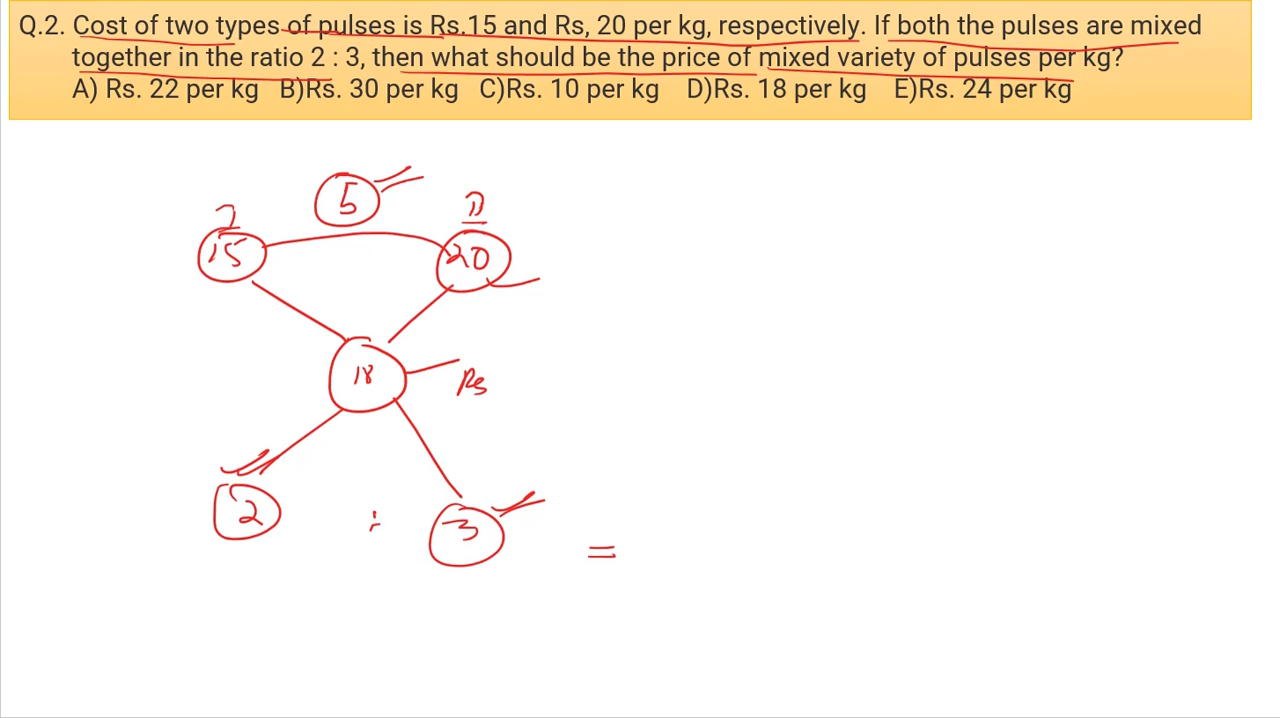 Q.2. Cost of two types of pulses is Rs.15 and Rs, 20 per kg, respectively. If both the pulses are mixed
together in the ratio 2 : 3, then what should be the price of mixed variety of pulses per kg?
A) Rs. 22 per kg B)Rs. 30 per kg C)Rs. 10 per kg D)Rs. 18 per kg E)Rs. 24 per kg
5
15 20
18 Rs
2 : 3 =